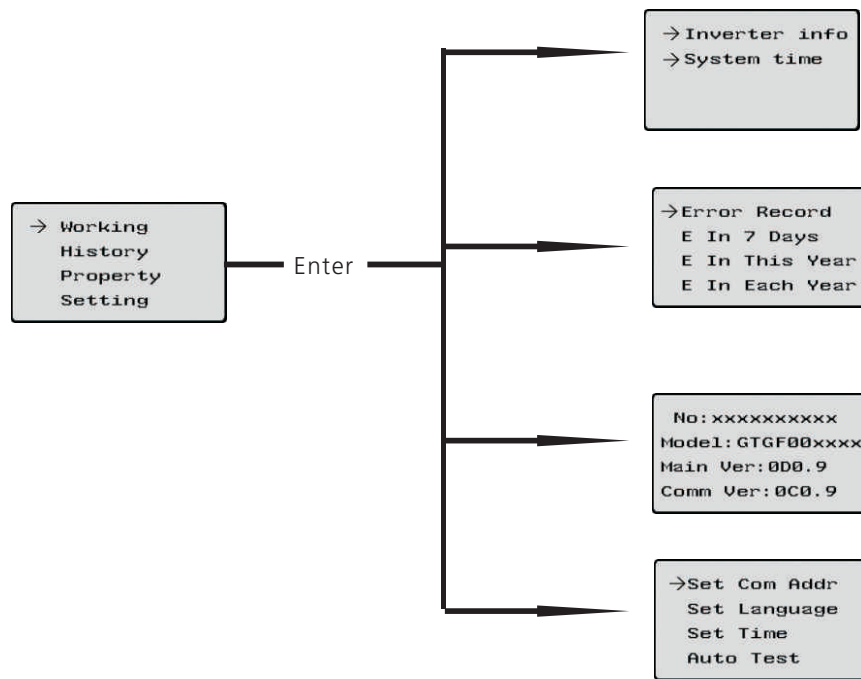 → Working
History
Property
Setting
Enter
→Inverter info
→System time
→Error Record
E In 7 Days
E In This Year
E In Each Year
No:xxxxxxxxxx
Model:GTGF00xxxx
Main Ver:0D0.9
Comm Ver:0C0.9
→Set Com Addr
Set Language
Set Time
Auto Test